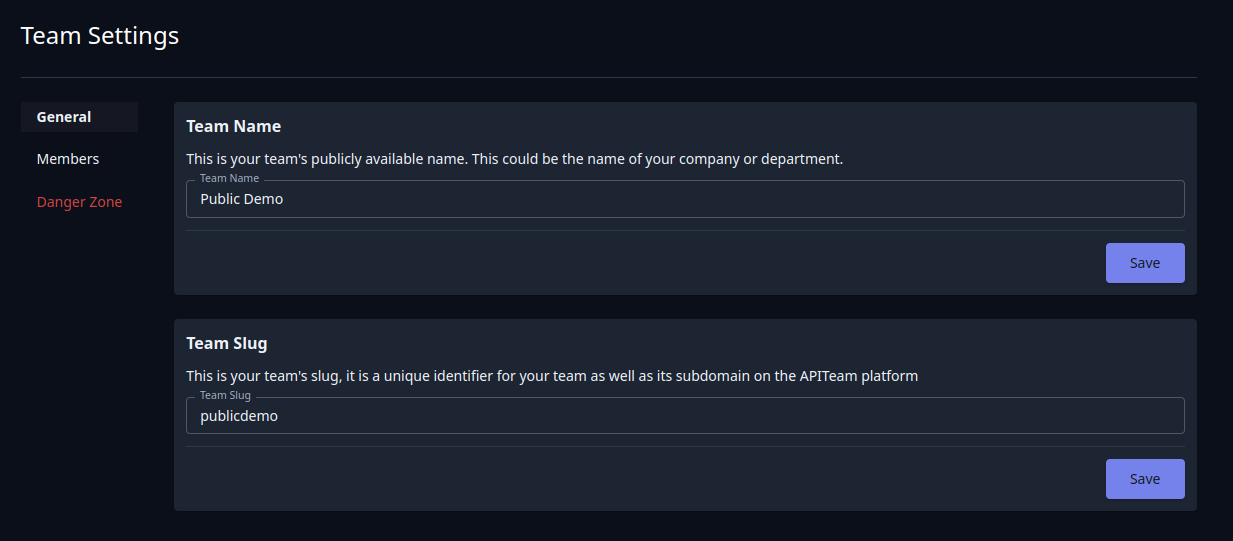 Team Settings
General
Members
Danger Zone
Team Name
This is your team's publicly available name. This could be the name of your company or department.
Team Name
Public Demo
Save
Team Slug
This is your team's slug, it is a unique identifier for your team as well as its subdomain on the APITeam platform
Team Slug
publicdemo
Save